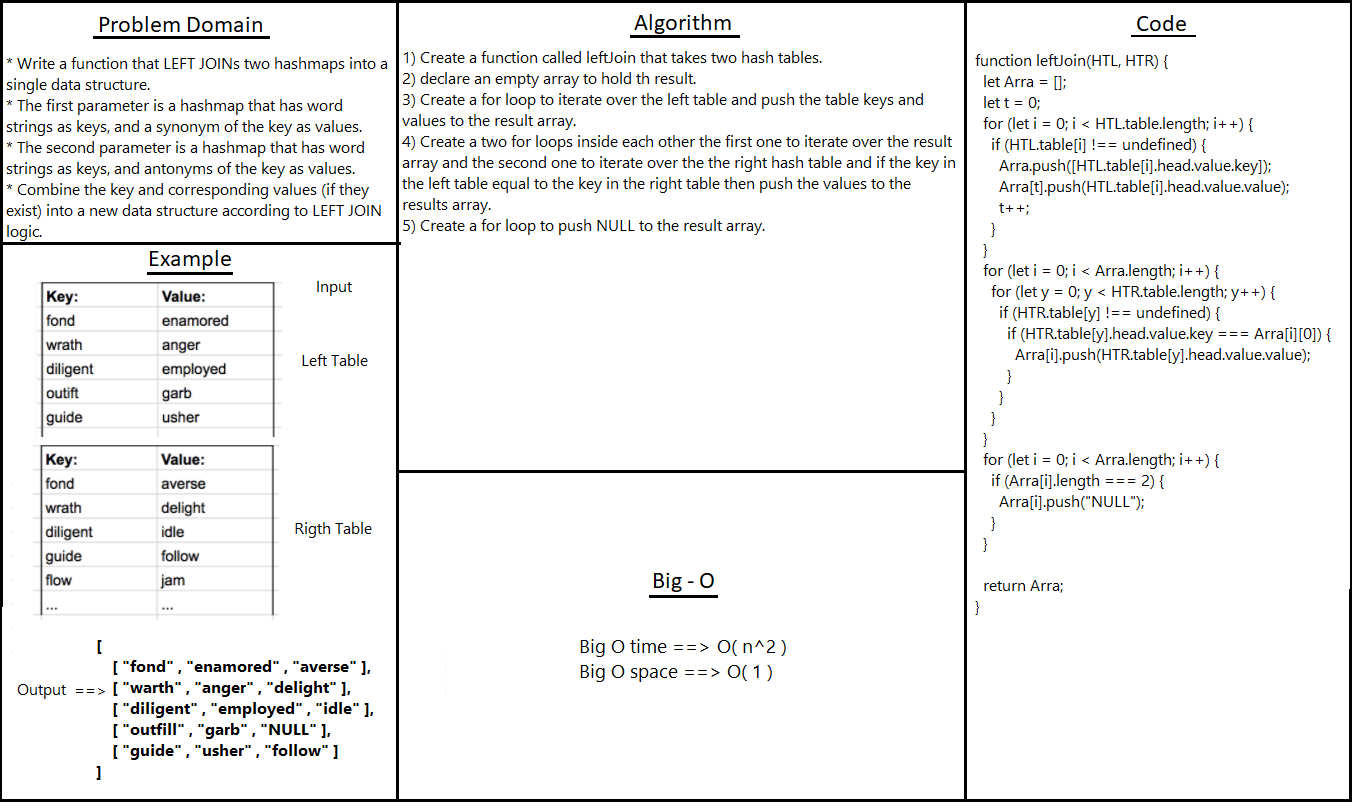 Problem Domain
* Write a function that LEFT JOINs two hashmaps into a
single data structure.
* The first parameter is a hashmap that has word
strings as keys, and a synonym of the key as values.
* The second parameter is a hashmap that has word
strings as keys, and antonyms of the key as values.
* Combine the key and corresponding values (if they
exist) into a new data structure according to LEFT JOIN
logic.
Example
Input
Key: Value:
fond enamored
wrath anger
diligent employed
outift garb
guide usher
Left Table
Key: Value:
fond averse
wrath delight
diligent idle
guide follow
flow jam
... ...
Rigth Table
Output ==>
[
[ "fond" , "enamored" , "averse" ],
[ "warth" , "anger" , "delight" ],
[ "diligent" , "employed" , "idle" ],
[ "outfill" , "garb" , "NULL" ],
[ "guide" , "usher" , "follow" ]
]
Algorithm
1) Create a function called leftJoin that takes two hash tables.
2) declare an empty array to hold th result.
3) Create a for loop to iterate over the left table and push the table keys and
values to the result array.
4) Create a two for loops inside each other the first one to iterate over the result
array and the second one to iterate over the the right hash table and if the key in
the left table equal to the key in the right table then push the values to the
results array.
5) Create a for loop to push NULL to the result array.
Big - O
Big O time ==> O( n^2 )
Big O space ==> O( 1 )
Code
function leftJoin(HTL, HTR) {
let Arra = [];
let t = 0;
for (let i = 0; i < HTL.table.length; i++) {
if (HTL.table[i] !== undefined) {
Arra.push([HTL.table[i].head.value.key]);
Arra[t].push(HTL.table[i].head.value.value);
t++;
}
}
for (let i = 0; i < Arra.length; i++) {
for (let y = 0; y < HTR.table.length; y++) {
if (HTR.table[y] !== undefined) {
if (HTR.table[y].head.value.key === Arra[i][0]) {
Arra[i].push(HTR.table[y].head.value.value);
}
}
}
}
for (let i = 0; i < Arra.length; i++) {
if (Arra[i].length === 2) {
Arra[i].push("NULL");
}
}
return Arra;
}